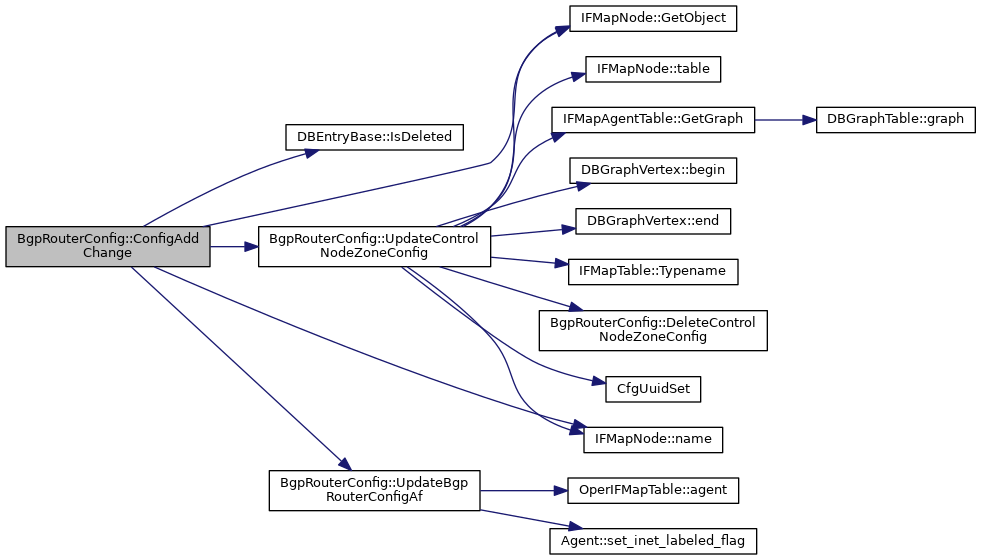 IFMapNode::GetObject
IFMapNode::table
IFMapAgentTable::GetGraph
DBGraphTable::graph
DBEntryBase::IsDeleted
DBGraphVertex::begin
DBGraphVertex::end
BgpRouterConfig::ConfigAdd
Change
BgpRouterConfig::UpdateControl
NodeZoneConfig
IFMapTable::Typename
BgpRouterConfig::DeleteControl
NodeZoneConfig
CfgUuidSet
IFMapNode::name
BgpRouterConfig::UpdateBgp
RouterConfigAf
OperIFMapTable::agent
Agent::set_inet_labeled_flag